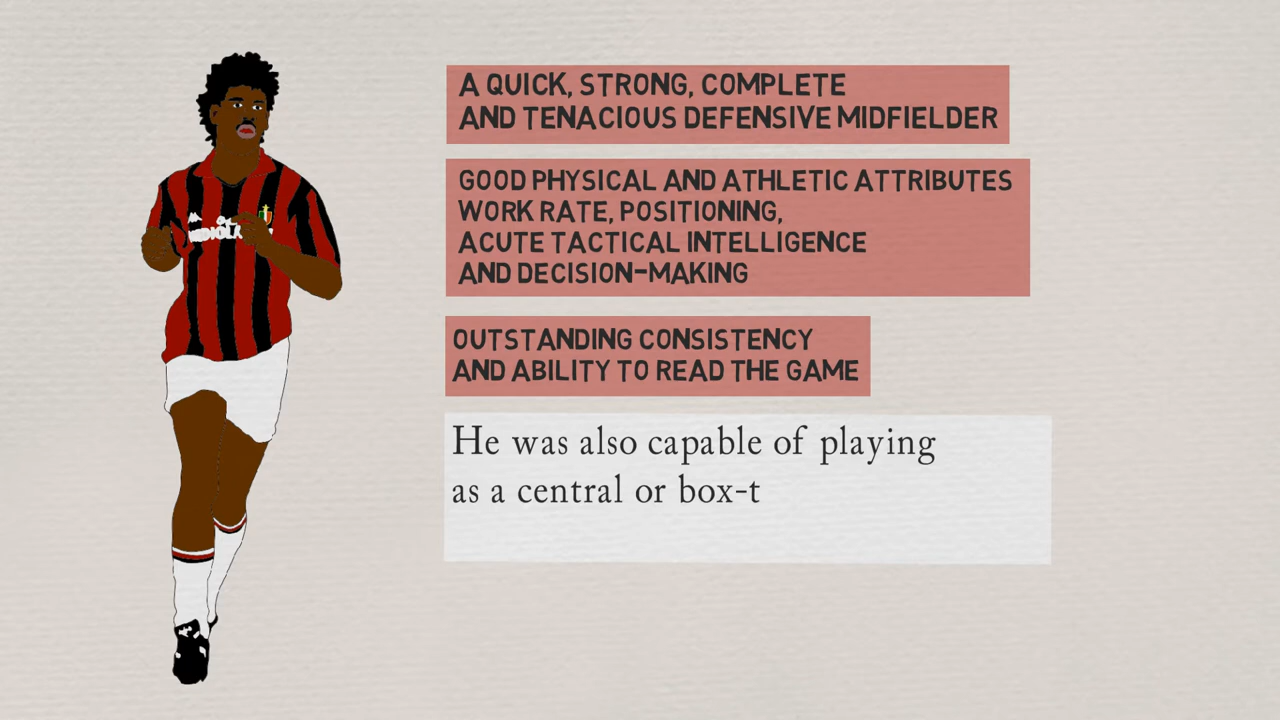 A QUICK, STRONG, COMPLETE
AND TENACIOUS DEFENSIVE MIDFIELDER
GOOD PHYSICAL AND ATHLETIC ATTRIBUTES
WORK RATE, POSITIONING,
ACUTE TACTICAL INTELLIGENCE
AND DECISION-MAKING
OUTSTANDING CONSISTENCY
AND ABILITY TO READ THE GAME
He was also capable of playing
as a central or box-t